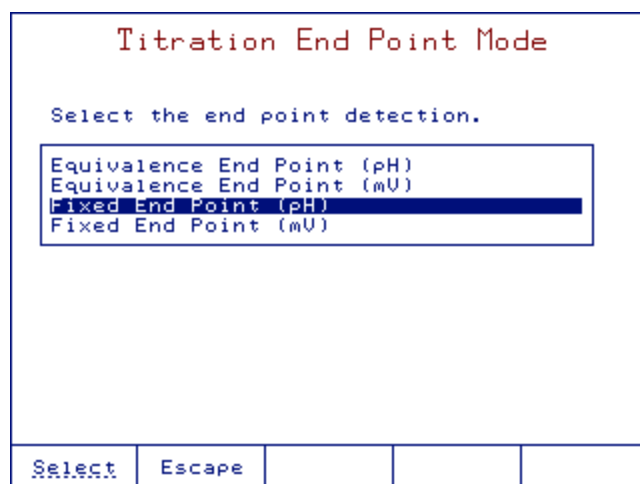 Titration End Point Mode
Select the end point detection.
Equivalence End Point (pH)
Equivalence End Point (mV)
Fixed End Point (pH)
Fixed End Point (mV)
Select Escape